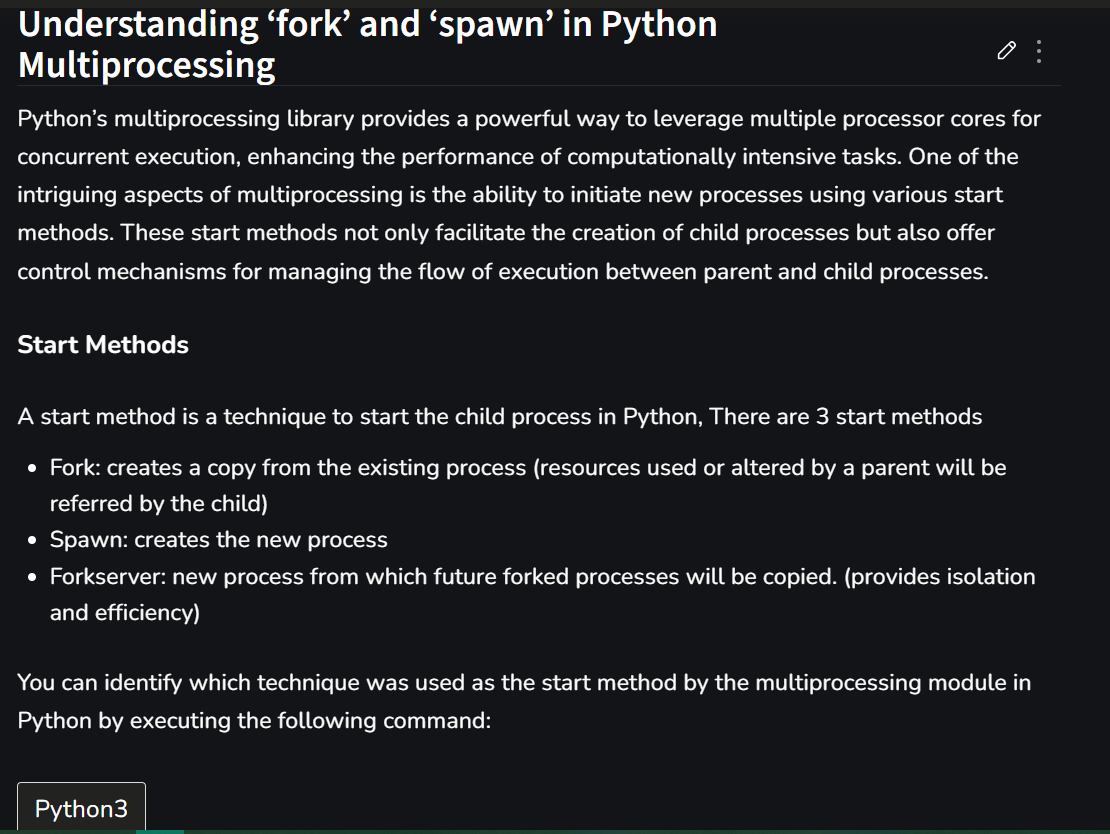 Understanding ‘fork’ and ‘spawn’ in Python
Multiprocessing
Python’s multiprocessing library provides a powerful way to leverage multiple processor cores for
concurrent execution, enhancing the performance of computationally intensive tasks. One of the
intriguing aspects of multiprocessing is the ability to initiate new processes using various start
methods. These start methods not only facilitate the creation of child processes but also offer
control mechanisms for managing the flow of execution between parent and child processes.
Start Methods
A start method is a technique to start the child process in Python, There are 3 start methods
• Fork: creates a copy from the existing process (resources used or altered by a parent will be
referred by the child)
• Spawn: creates the new process
• Forkserver: new process from which future forked processes will be copied. (provides isolation
and efficiency)
You can identify which technique was used as the start method by the multiprocessing module in
Python by executing the following command:
Python3